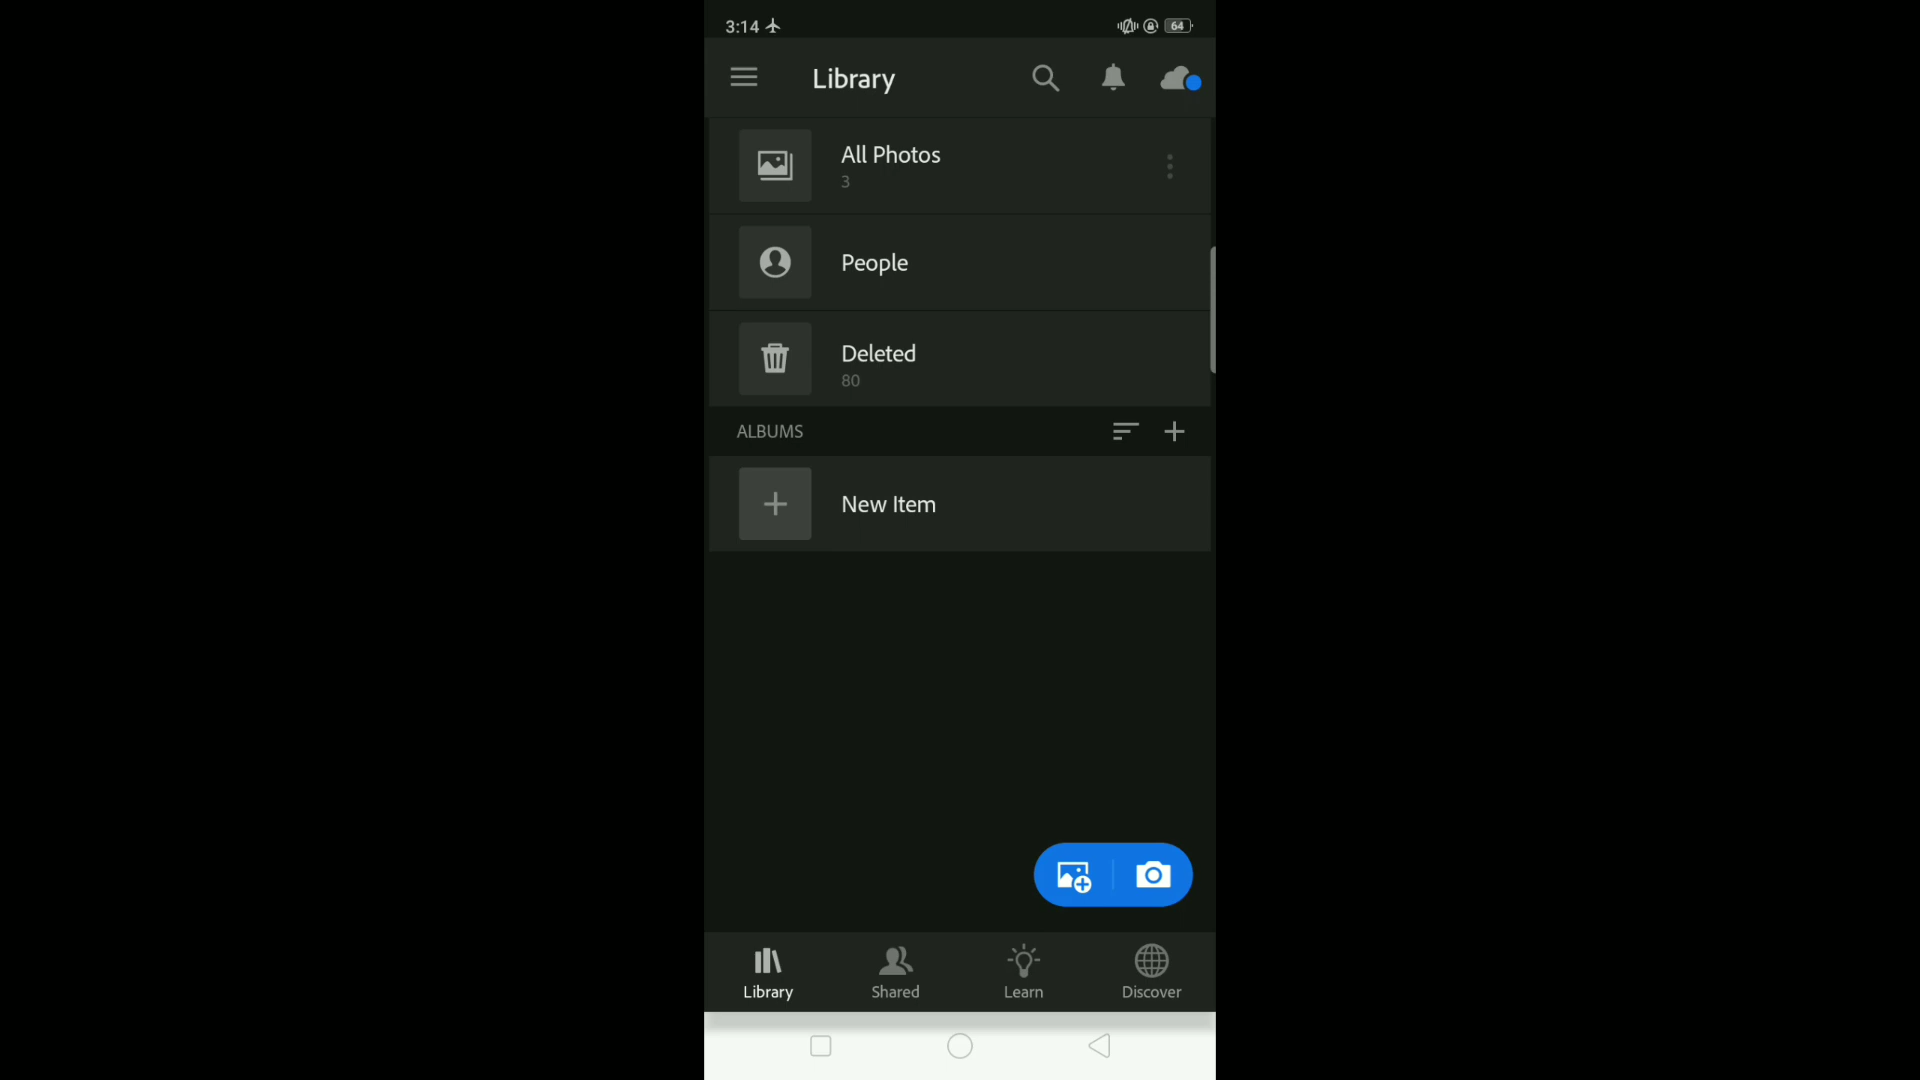 3:14
64
Library
All Photos
3
People
Deleted
80
ALBUMS
New Item
Library
Shared
Learn
Discover